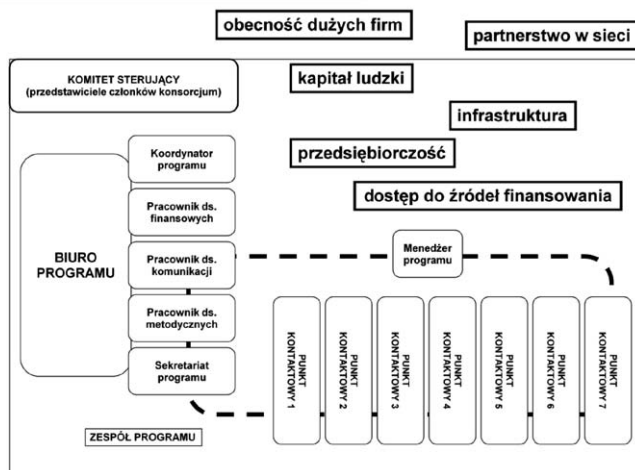 obecność dużych firm
partnerstwo w sieci
KOMITET STERUJĄCY
(przedstawiciele członków konsorcjum)
kapitał ludzki
infrastruktura
przedsiębiorczość
dostęp do źródeł finansowania
BIURO
PROGRAMU
Koordynator
programu
Pracownik ds.
finansowych
Pracownik ds.
komunikacji
Pracownik ds.
metodycznych
Sekretariat
programu
Menedżer
programu
PUNKT
KONTAKTOWY 1
PUNKT
KONTAKTOWY 2
PUNKT
KONTAKTOWY 3
PUNKT
KONTAKTOWY 4
PUNKT
KONTAKTOWY 5
PUNKT
KONTAKTOWY 6
PUNKT
KONTAKTOWY 7
ZESPÓŁ PROGRAMU